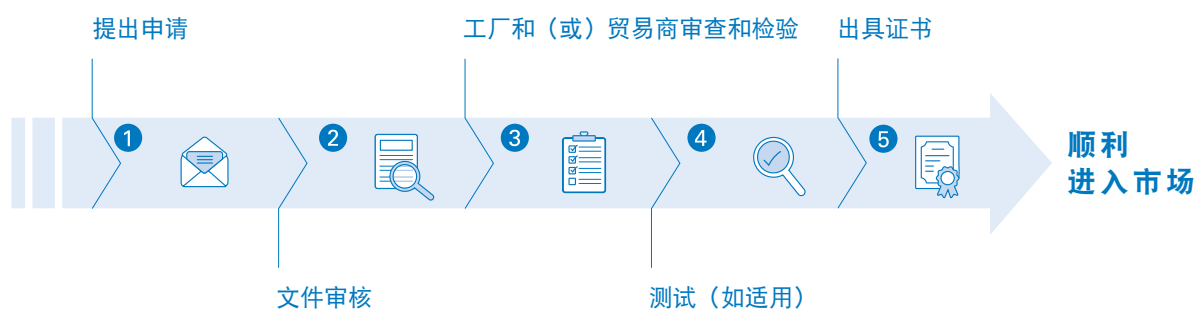 提出申请
工厂和（或）贸易商审查和检验
出具证书
1
2
3
4
5
顺利
进入市场
文件审核
测试（如适用）